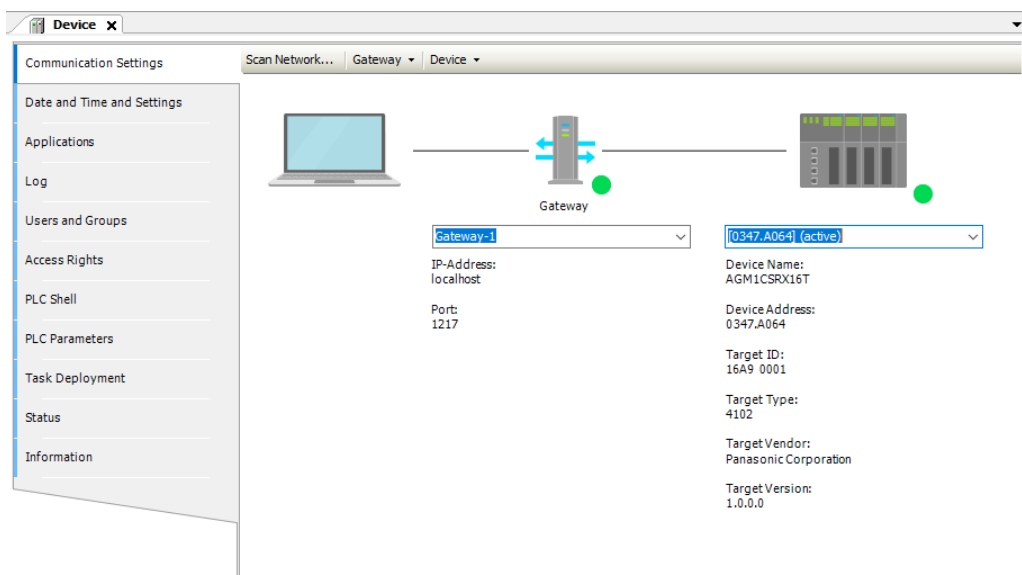 Device
Communication Settings
Date and Time and Settings
Applications
Log
Users and Groups
Access Rights
PLC Shell
PLC Parameters
Task Deployment
Status
Information
Scan Network... Gateway Device
Gateway
Gateway-1
IP-Address:
localhost
Port:
1217
[0347.A064] (active)
Device Name:
AGM1CSRX16T
Device Address:
0347.A064
Target ID:
16A9 0001
Target Type:
4102
Target Vendor:
Panasonic Corporation
Target Version:
1.0.0.0